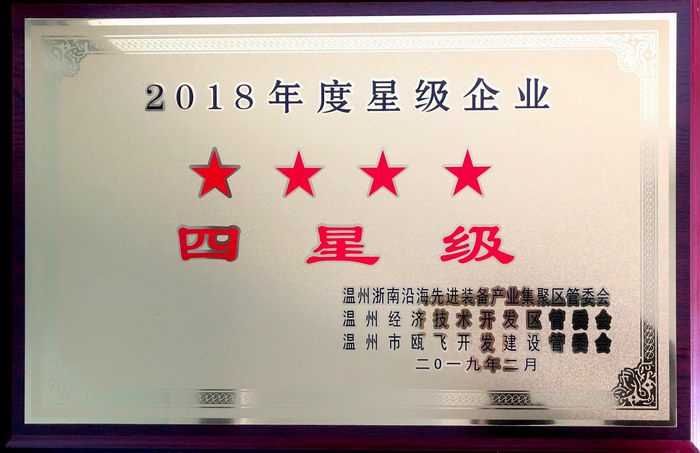 2018年度星级企业
四星级
温州浙南沿海先进装备产业集聚区管委会
温州经济技术开发区管委会
温州市瓯飞开发建设管委会
二〇一九年二月